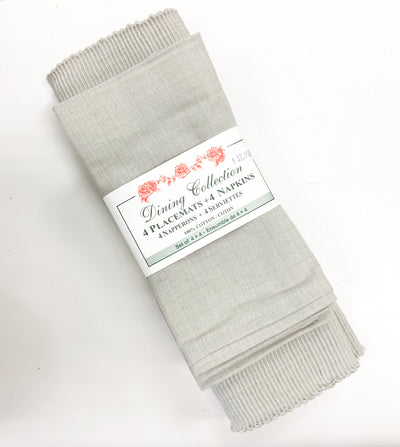 Dining Collection
4 PLACEMATS + 4 NAPKINS
4 NAPPERONS + 4 SERVIETTES
100% COTTON • COTON
Set of 4 + 4 • Ensemble de 4 + 4